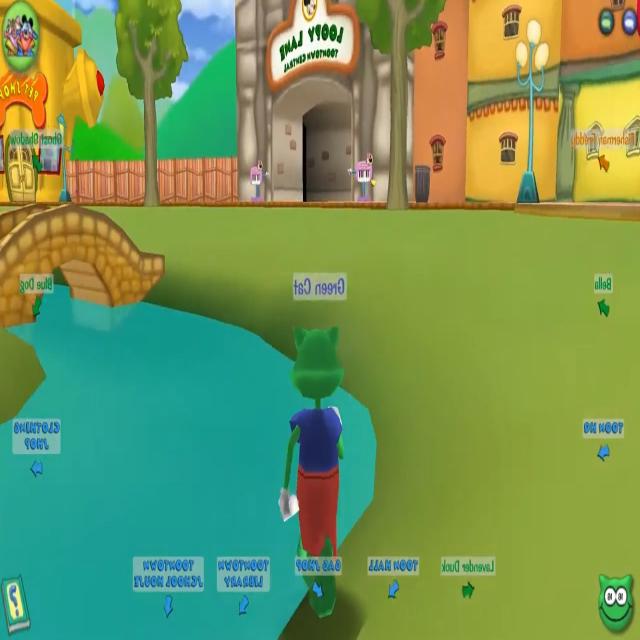 LOOPY LANE
TOONTOWN CENTRAL
PET SHOP
Ghost Shadow
Fisherman Freddy
Blue Dog
Green Cat
Bella
CLOTHING
SHOP
TOON HQ
TOONTOWN
SCHOOL HOUSE
TOONTOWN
LIBRARY
GAG SHOP
TOON HALL
Lavender Duck
?